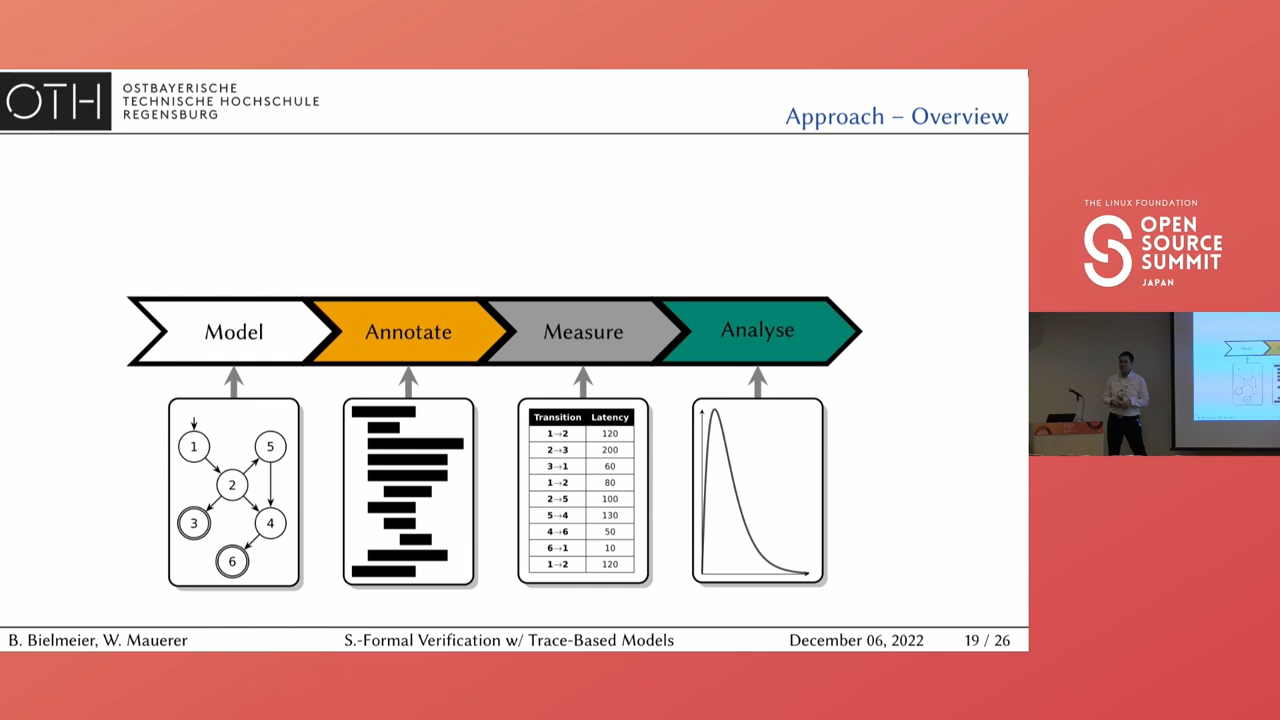 OTH
OSTBAYERISCHE
TECHNISCHE HOCHSCHULE
REGENSBURG
Approach – Overview
THE LINUX FOUNDATION
OPEN
SOURCE
SUMMIT
JAPAN
Model
Annotate
Measure
Analyse
1
5
2
3
4
6
Transition Latency
1→2 120
2→3 200
3→1 60
1→2 80
2→5 100
5→4 130
4→6 50
6→1 10
1→2 120
B. Bielmeier, W. Mauerer
S.-Formal Verification w/ Trace-Based Models
December 06, 2022
19 / 26